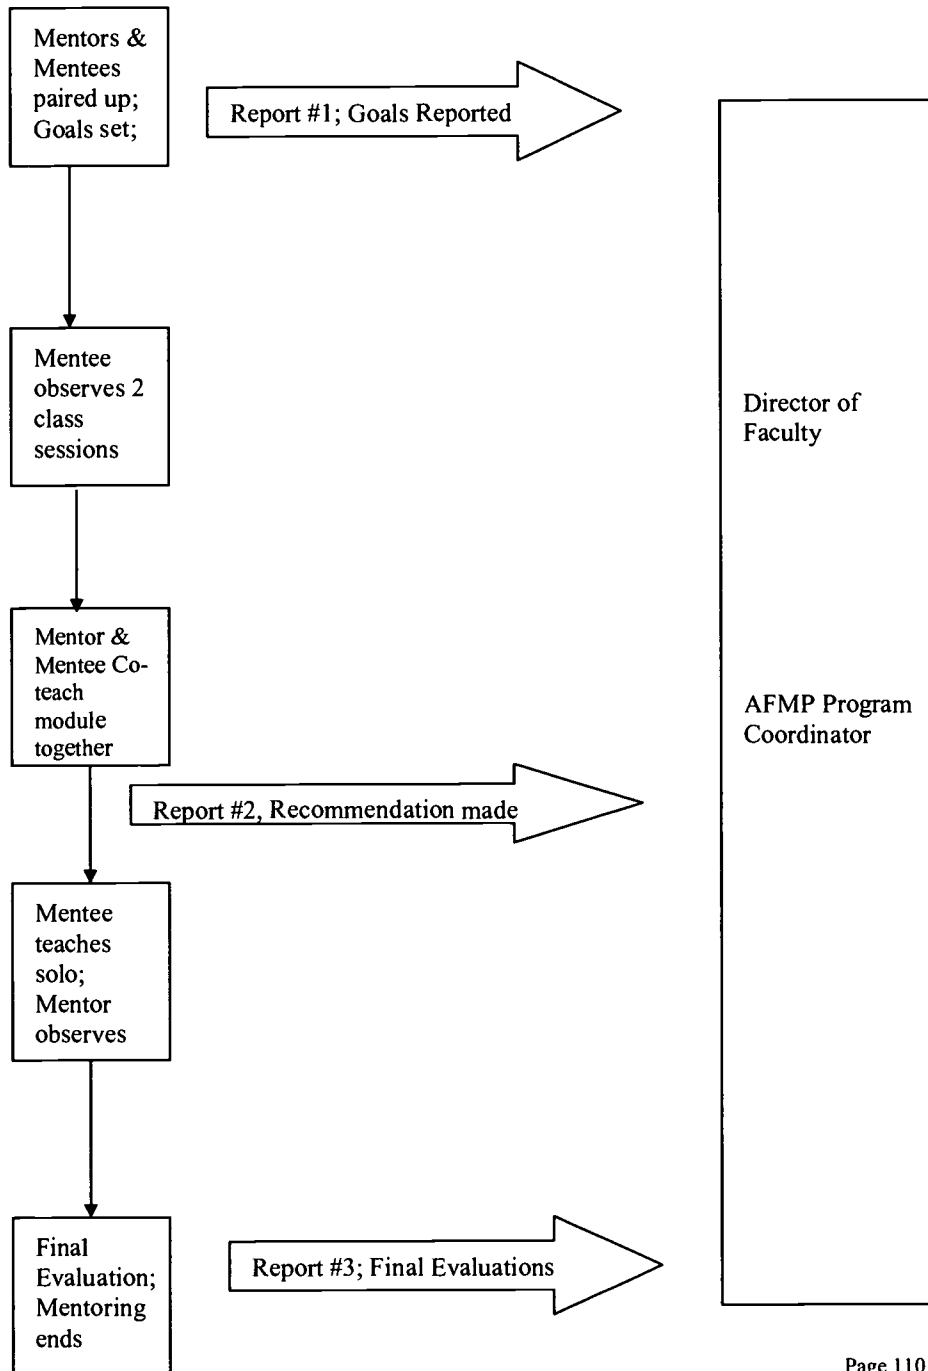 Mentors &
Mentees
paired up;
Goals set;
Report #1; Goals Reported
Mentee
observes 2
class
sessions
Director of
Faculty
Mentor &
Mentee Co-
teach
module
together
AFMP Program
Coordinator
Report #2, Recommendation made
Mentee
teaches
solo;
Mentor
observes
Final
Evaluation;
Mentoring
ends
Report #3; Final Evaluations
Page 110